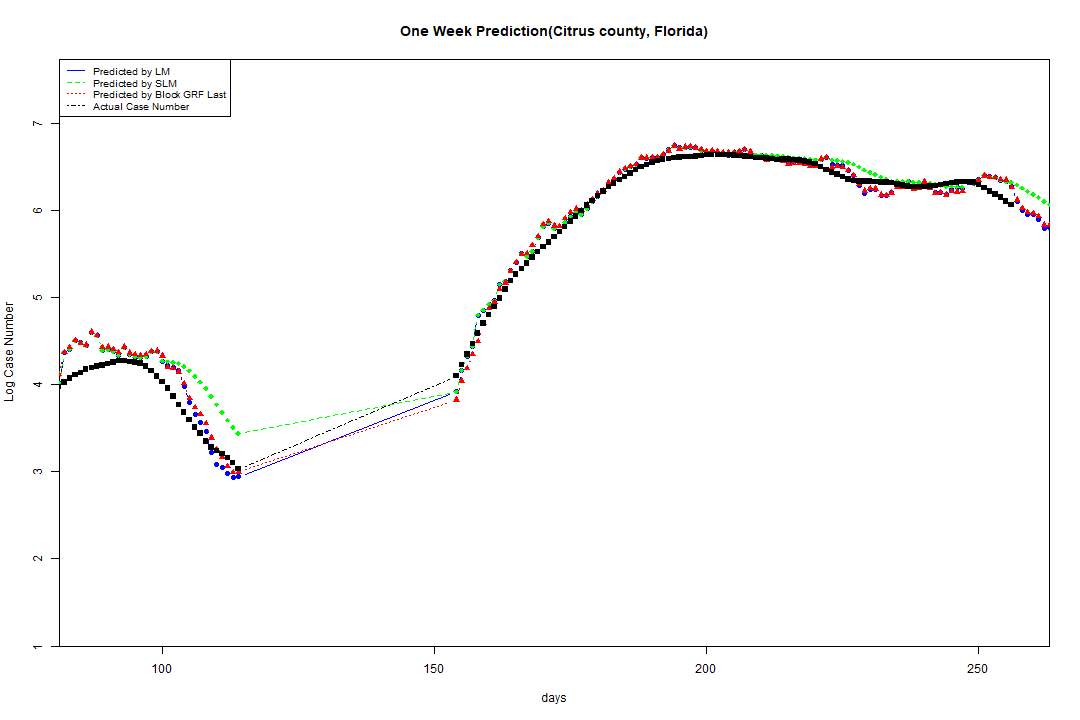 One Week Prediction(Citrus county, Florida)
Predicted by LM
Predicted by SLM
Predicted by Block GRF Last
Actual Case Number
7
6
5
4
3
2
1
Log Case Number
100 150 200 250
days